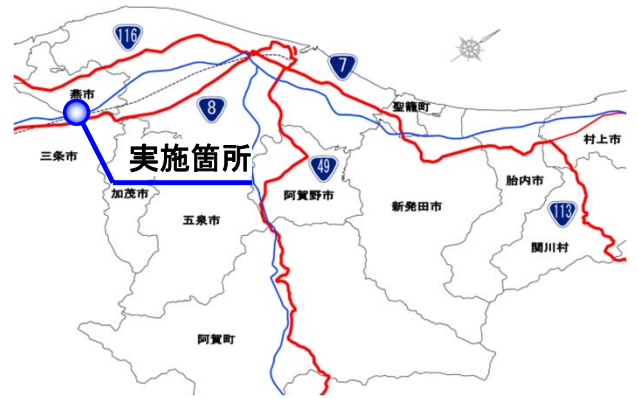 116
7
燕市
8
聖籠町
三条市
実施箇所
村上市
49
加茂市
阿賀野市
胎内市
新発田市
五泉市
113
関川村
阿賀町